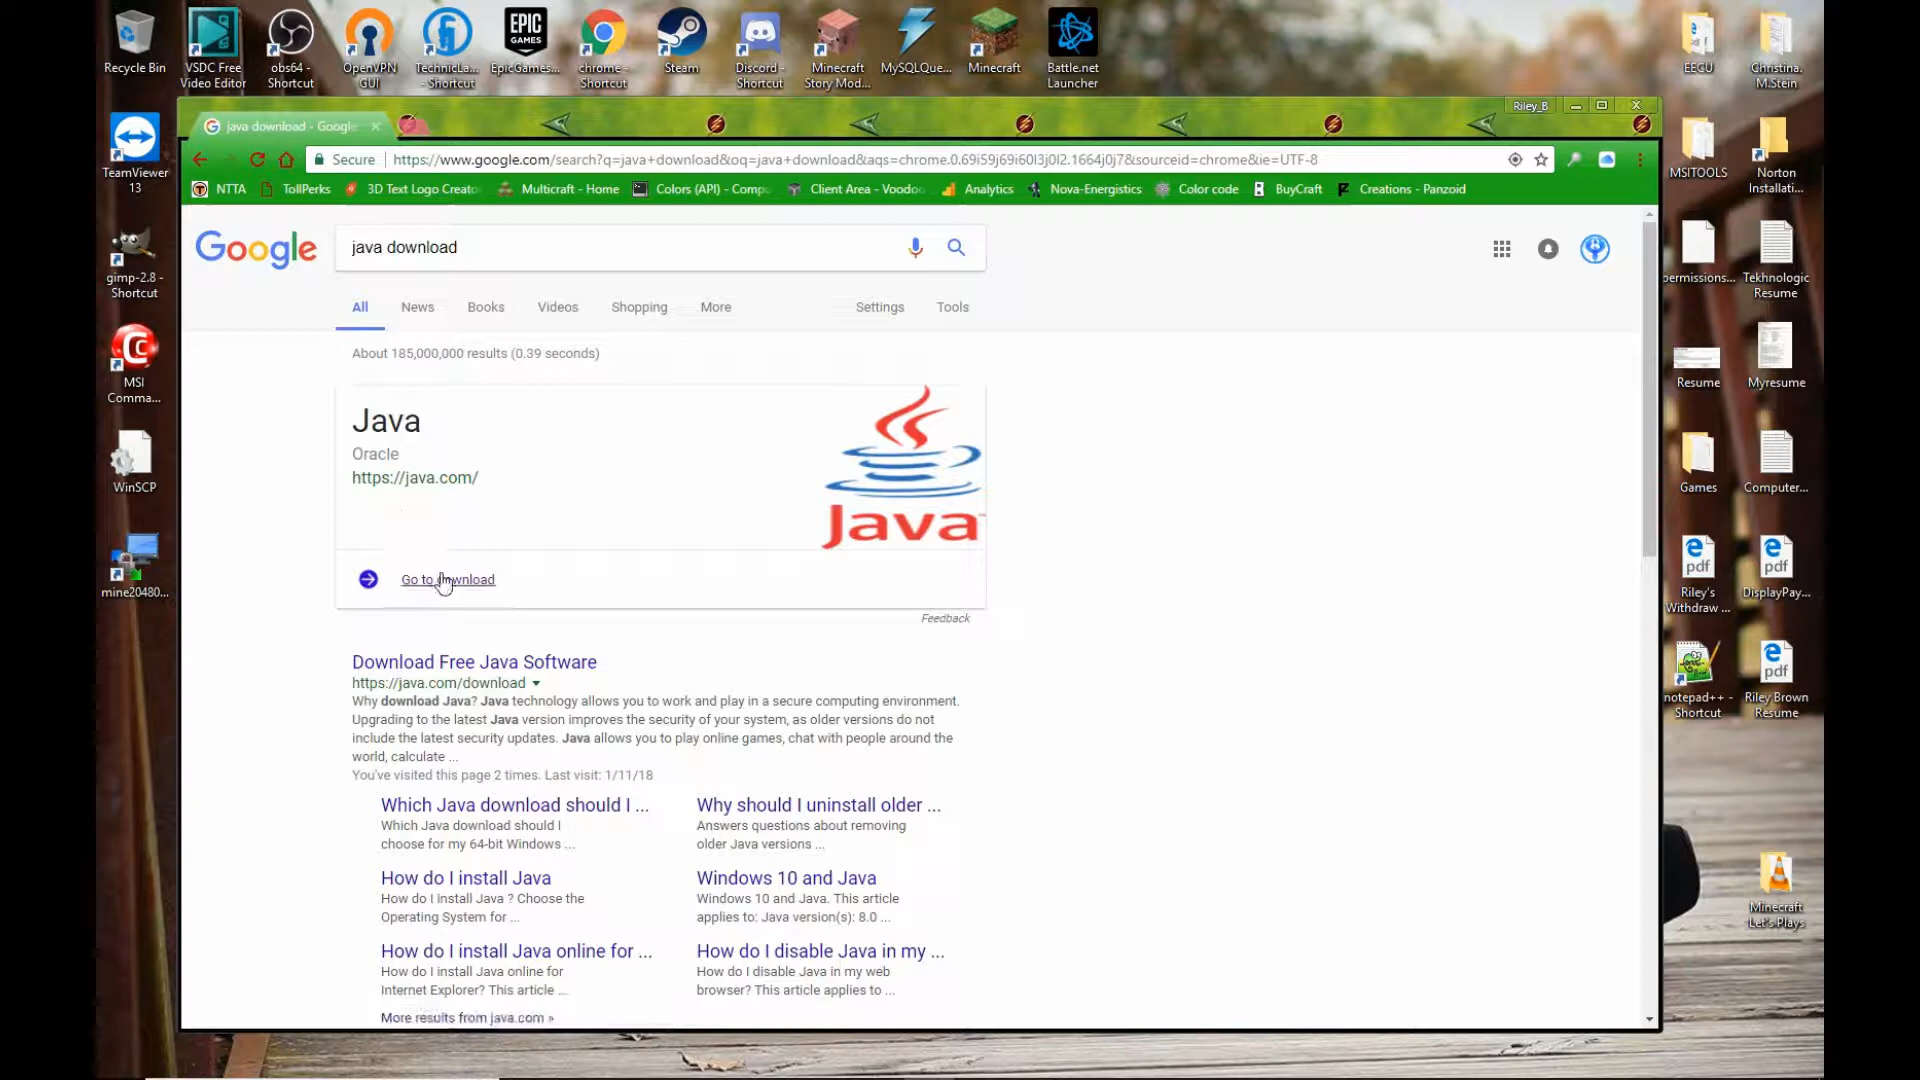 Recycle Bin
VSDC Free
Video Editor
obs64 -
Shortcut
OpenVPN
GUI
TechnicLa...
- Shortcut
EPIC
GAMES
EpicGames...
chrome -
Shortcut
Steam
Discord -
Shortcut
Minecraft
Story Mod...
MySQLQue...
Minecraft
Battle.net
Launcher
EECU
Christina.
M.Stein
TeamViewer
13
gimp-2.8 -
Shortcut
MSI
Comma...
WinSCP
mine20480...
Riley_B
java download - Google
Secure
https://www.google.com/search?q=java+download&oq=java+download&aqs=chrome.0.69i59j69i60l3j0l2.1664j0j7&sourceid=chrome&ie=UTF-8
NTTA
TollPerks
3D Text Logo Creato
Multicraft - Home
Colors (API) - Compu
Client Area - Voodoo
Analytics
Nova-Energistics
Color code
BuyCraft
Creations - Panzoid
Google
java download
All
News
Books
Videos
Shopping
More
Settings
Tools
About 185,000,000 results (0.39 seconds)
Java
Oracle
https://java.com/
Java
Go to download
Feedback
Download Free Java Software
https://java.com/download
Why download Java? Java technology allows you to work and play in a secure computing environment.
Upgrading to the latest Java version improves the security of your system, as older versions do not
include the latest security updates. Java allows you to play online games, chat with people around the
world, calculate ...
You've visited this page 2 times. Last visit: 1/11/18
Which Java download should I ...
Which Java download should I
choose for my 64-bit Windows ...
Why should I uninstall older ...
Answers questions about removing
older Java versions ...
How do I install Java
How do I install Java ? Choose the
Operating System for ...
Windows 10 and Java
Windows 10 and Java. This article
applies to: Java version(s): 8.0 ...
How do I install Java online for ...
How do I install Java online for
Internet Explorer? This article ...
How do I disable Java in my ...
How do I disable Java in my web
browser? This article applies to ...
More results from java.com »
MSITOOLS
Norton
Installati...
permissions...
Tekhnologic
Resume
Resume
Myresume
Games
Computer...
pdf
Riley's
Withdraw ...
pdf
DisplayPay...
notepad++ -
Shortcut
pdf
Riley Brown
Resume
Minecraft
Let's Plays